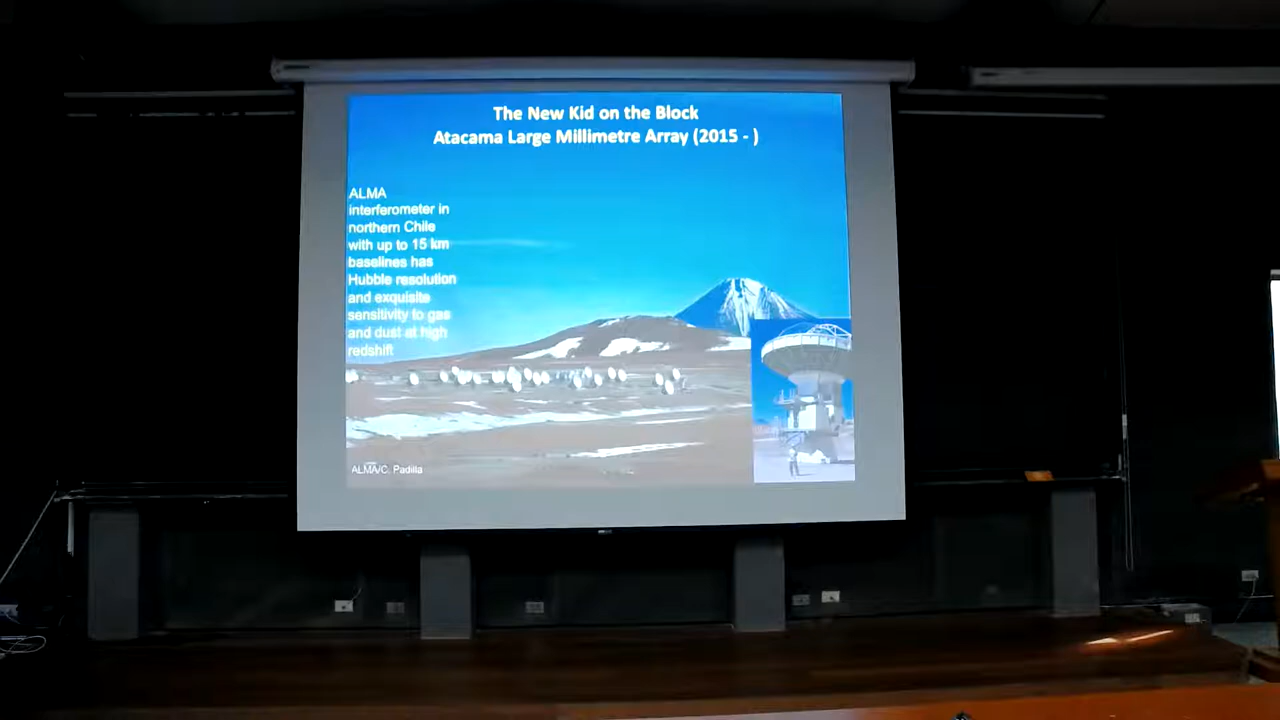 The New Kid on the Block
Atacama Large Millimetre Array (2015 - )
ALMA
interferometer in
northern Chile
with up to 15 km
baselines has
Hubble resolution
and exquisite
sensitivity to gas
and dust at high
redshift
ALMA/C. Padilla